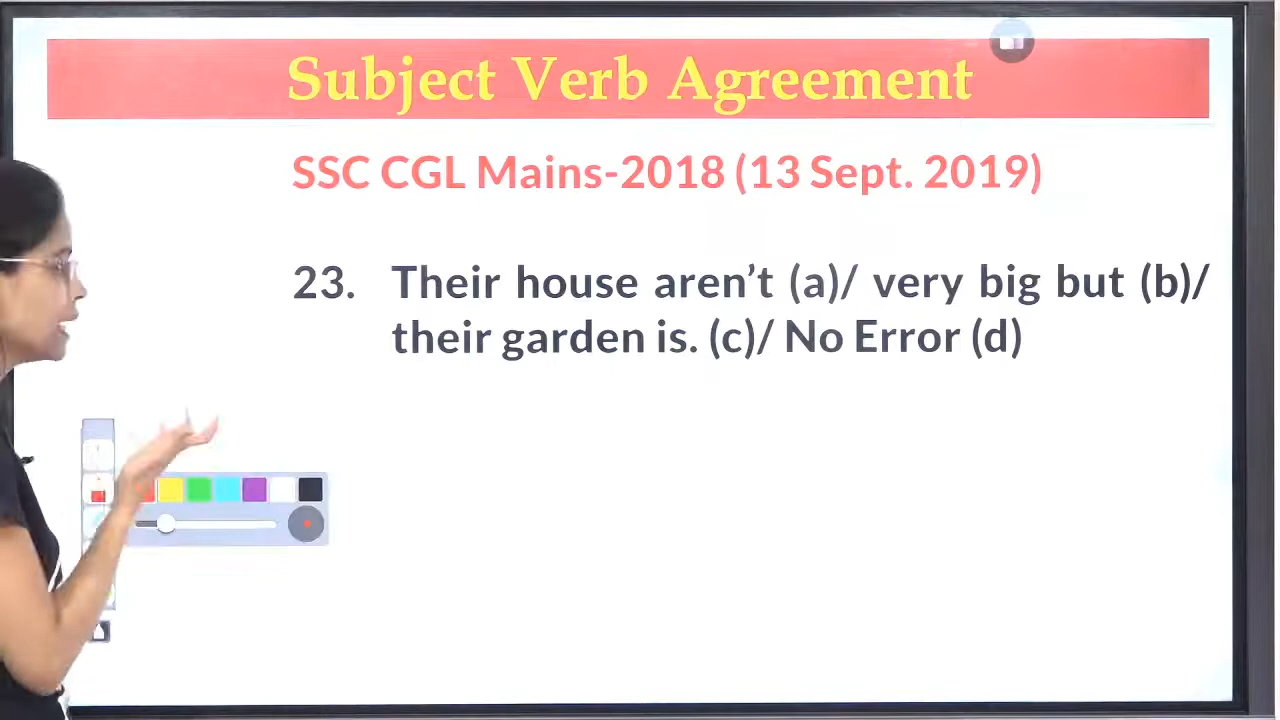 Subject Verb Agreement
SSC CGL Mains-2018 (13 Sept. 2019)
23. Their house aren’t (a)/ very big but (b)/
their garden is. (c)/ No Error (d)